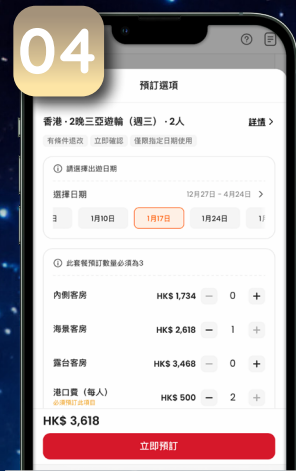 04
預訂選項
香港 · 2晚三亞遊輪（週三）· 2人
詳情 >
有條件退改 立即確認 僅限指定日期使用
請選擇出遊日期
選擇日期 12月27日 - 4月24日 >
1月10日 1月17日 1月24日
此套餐預訂數量必須為3
內側客房 HK$ 1,734 − 0 +
海景客房 HK$ 2,618 − 1 +
露台客房 HK$ 3,468 − 0 +
港口費（每人） HK$ 500 − 2 +
必須預訂此項目
HK$ 3,618
立即預訂